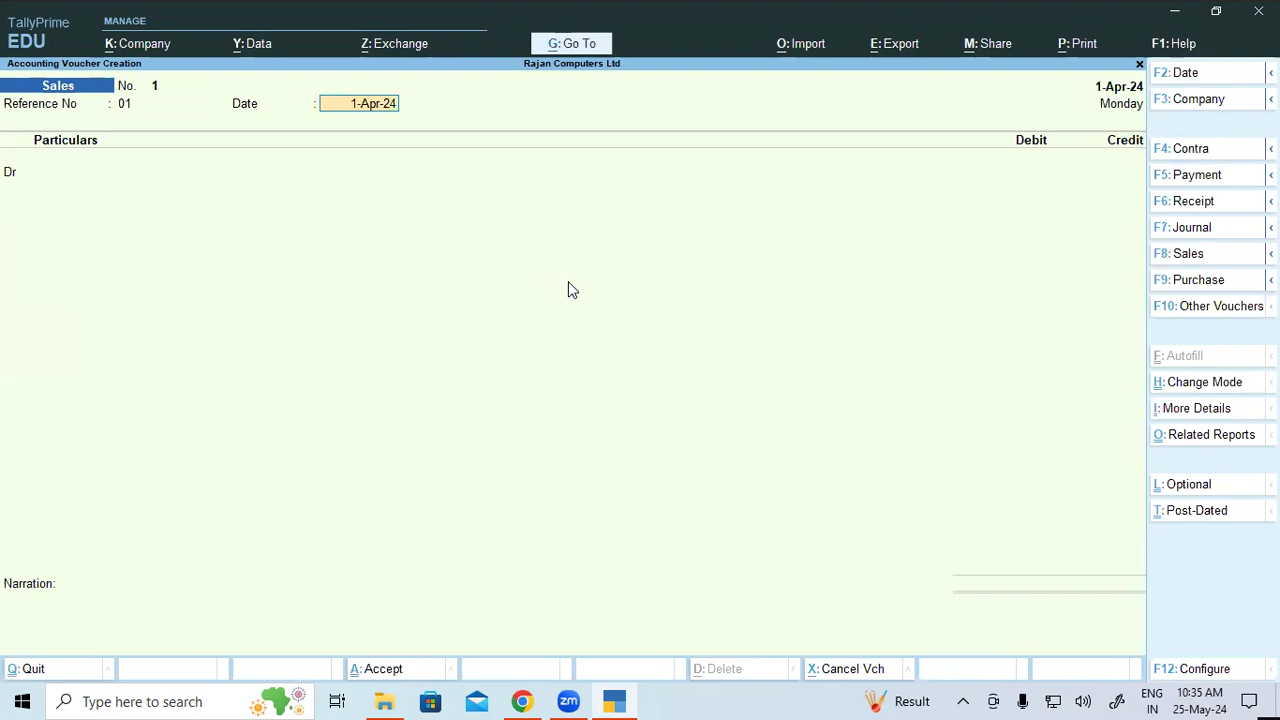 TallyPrime
EDU
MANAGE
K: Company
Y: Data
Z: Exchange
G: Go To
O: Import
E: Export
M: Share
P: Print
F1: Help
Accounting Voucher Creation
Rajan Computers Ltd
×
Sales
No. 1
1-Apr-24
Reference No : 01
Date : 1-Apr-24
Monday
Particulars
Debit
Credit
Dr
Narration:
F2: Date
F3: Company
F4: Contra
F5: Payment
F6: Receipt
F7: Journal
F8: Sales
F9: Purchase
F10: Other Vouchers
F: Autofill
H: Change Mode
I: More Details
O: Related Reports
L: Optional
T: Post-Dated
Q: Quit
A: Accept
D: Delete
X: Cancel Vch
F12: Configure
Type here to search
zm
Result
ENG
IN
10:35 AM
25-May-24